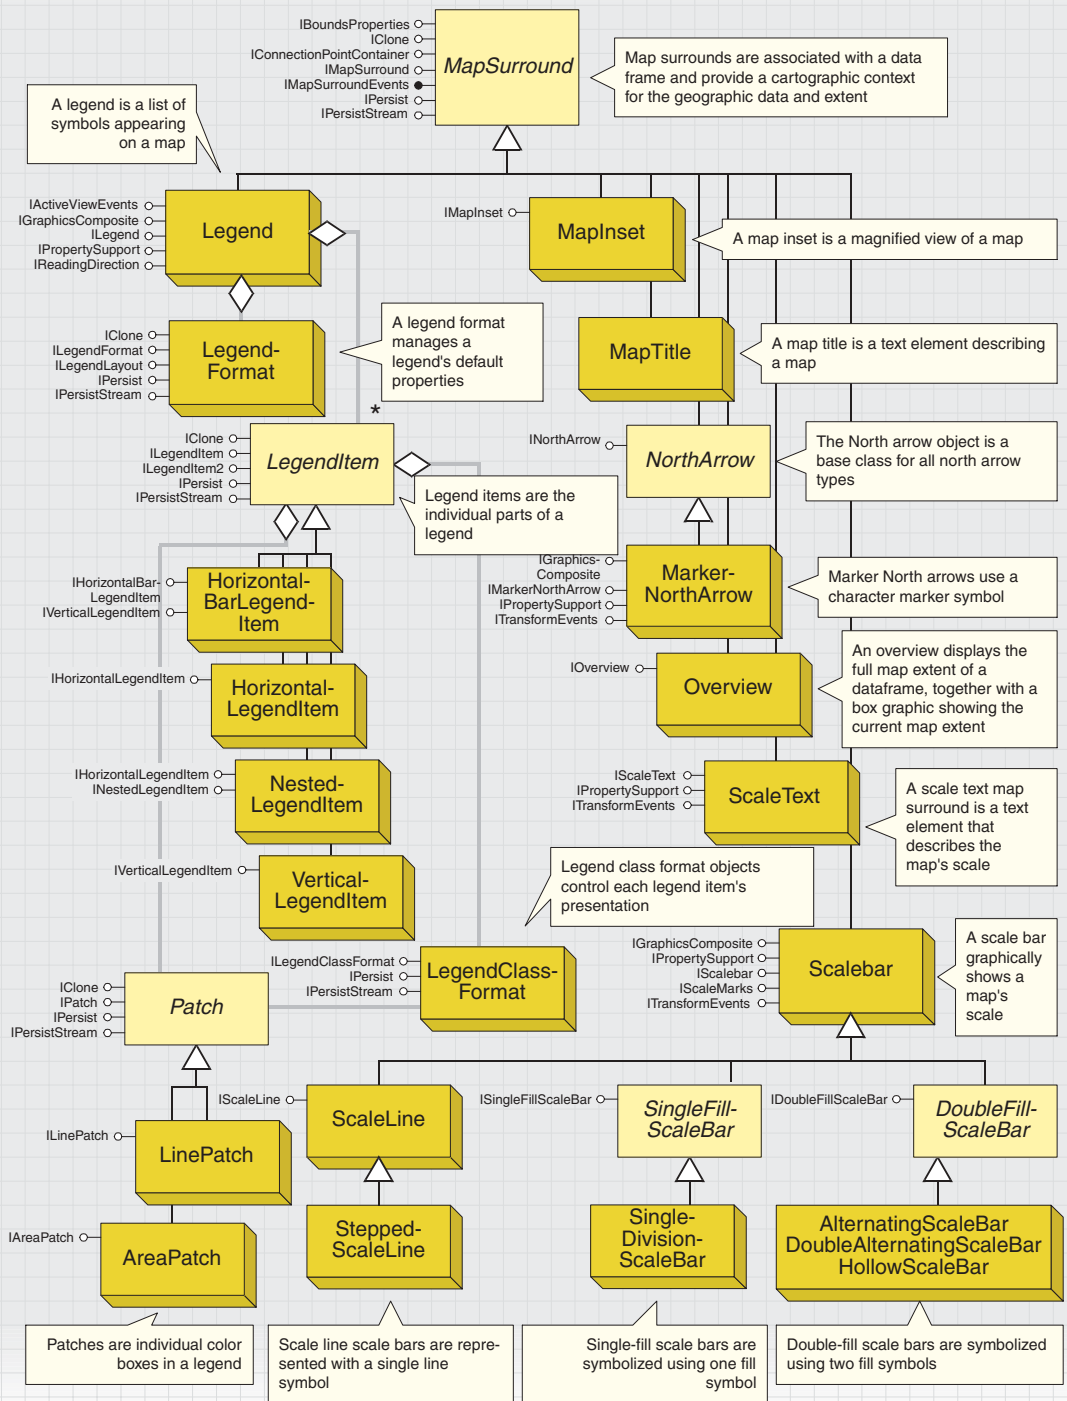 IBoundsProperties
IClone
IConnectionPointContainer
IMapSurround
IMapSurroundEvents
IPersist
IPersistStream
MapSurround
Map surrounds are associated with a data
frame and provide a cartographic context
for the geographic data and extent
A legend is a list of
symbols appearing
on a map
IActiveViewEvents
IGraphicsComposite
ILegend
IPropertySupport
IReadingDirection
Legend
IMapInset
MapInset
A map inset is a magnified view of a map
IClone
ILegendFormat
ILegendLayout
IPersist
IPersistStream
Legend-
Format
A legend format
manages a
legend's default
properties
MapTitle
A map title is a text element describing
a map
*
IClone
ILegendItem
ILegendItem2
IPersist
IPersistStream
LegendItem
Legend items are the
individual parts of a
legend
INorthArrow
NorthArrow
The North arrow object is a
base class for all north arrow
types
IHorizontalBar-
LegendItem
IVerticalLegendItem
Horizontal-
BarLegend-
Item
IGraphics-
Composite
IMarkerNorthArrow
IPropertySupport
ITransformEvents
Marker-
NorthArrow
Marker North arrows use a
character marker symbol
IHorizontalLegendItem
Horizontal-
LegendItem
IOverview
Overview
An overview displays the
full map extent of a
dataframe, together with a
box graphic showing the
current map extent
IHorizontalLegendItem
INestedLegendItem
Nested-
LegendItem
IScaleText
IPropertySupport
ITransformEvents
ScaleText
A scale text map
surround is a text
element that
describes the
map's scale
IVerticalLegendItem
Vertical-
LegendItem
Legend class format objects
control each legend item's
presentation
ILegendClassFormat
IPersist
IPersistStream
LegendClass-
Format
IGraphicsComposite
IPropertySupport
IScalebar
IScaleMarks
ITransformEvents
Scalebar
A scale bar
graphically
shows a
map's
scale
IClone
IPatch
IPersist
IPersistStream
Patch
ILinePatch
LinePatch
IAreaPatch
AreaPatch
Patches are individual color
boxes in a legend
IScaleLine
ScaleLine
Stepped-
ScaleLine
Scale line scale bars are repre-
sented with a single line
symbol
ISingleFillScaleBar
SingleFill-
ScaleBar
Single-
Division-
ScaleBar
Single-fill scale bars are
symbolized using one fill
symbol
IDoubleFillScaleBar
DoubleFill-
ScaleBar
AlternatingScaleBar
DoubleAlternatingScaleBar
HollowScaleBar
Double-fill scale bars are symbolized
using two fill symbols